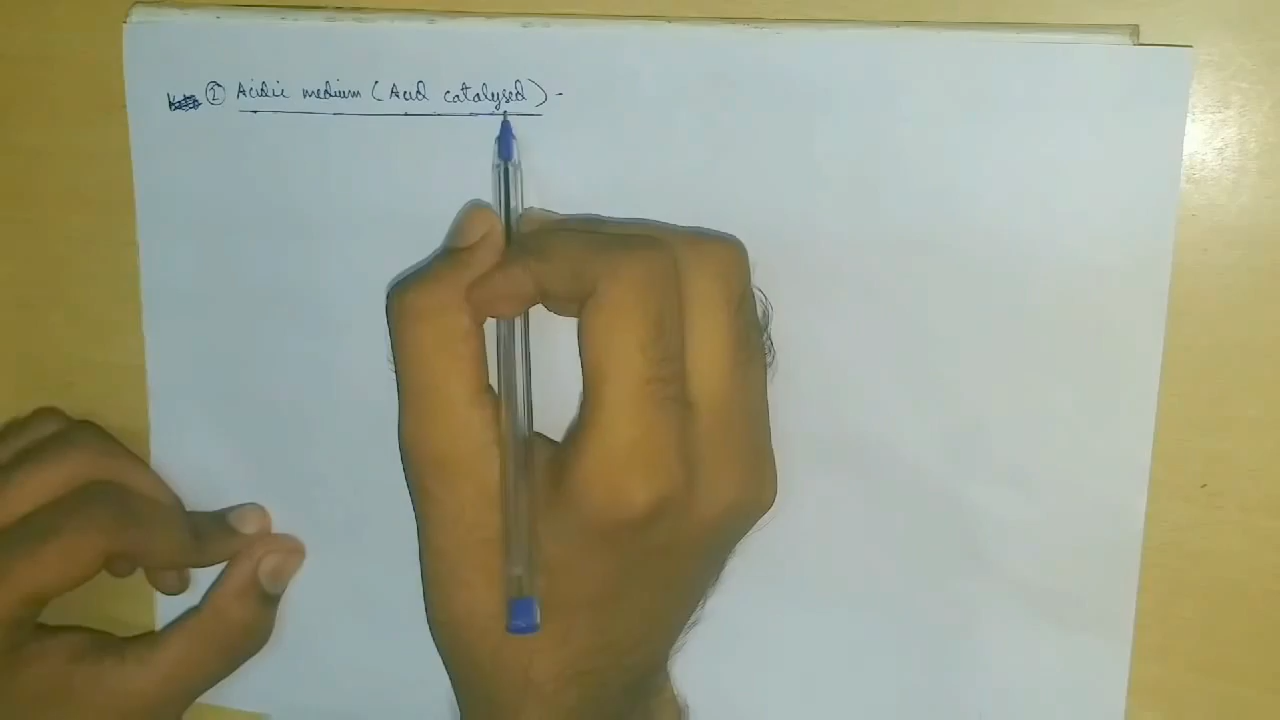 ① Acidic medium (Acid catalysed) -